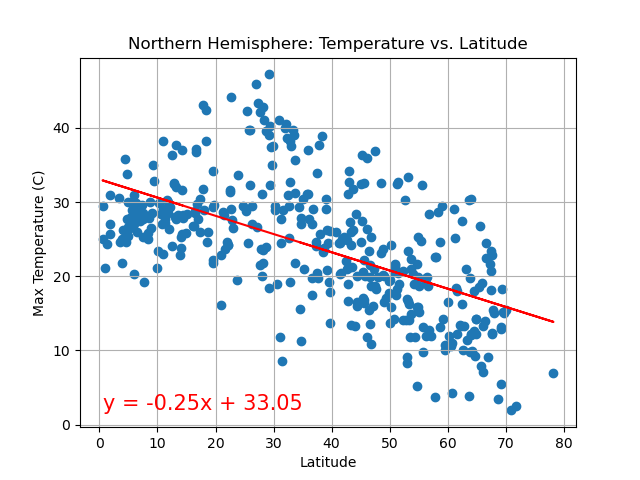 Northern Hemisphere: Temperature vs. Latitude
Max Temperature (C)
40
30
20
10
0
y = -0.25x + 33.05
0 10 20 30 40 50 60 70 80
Latitude